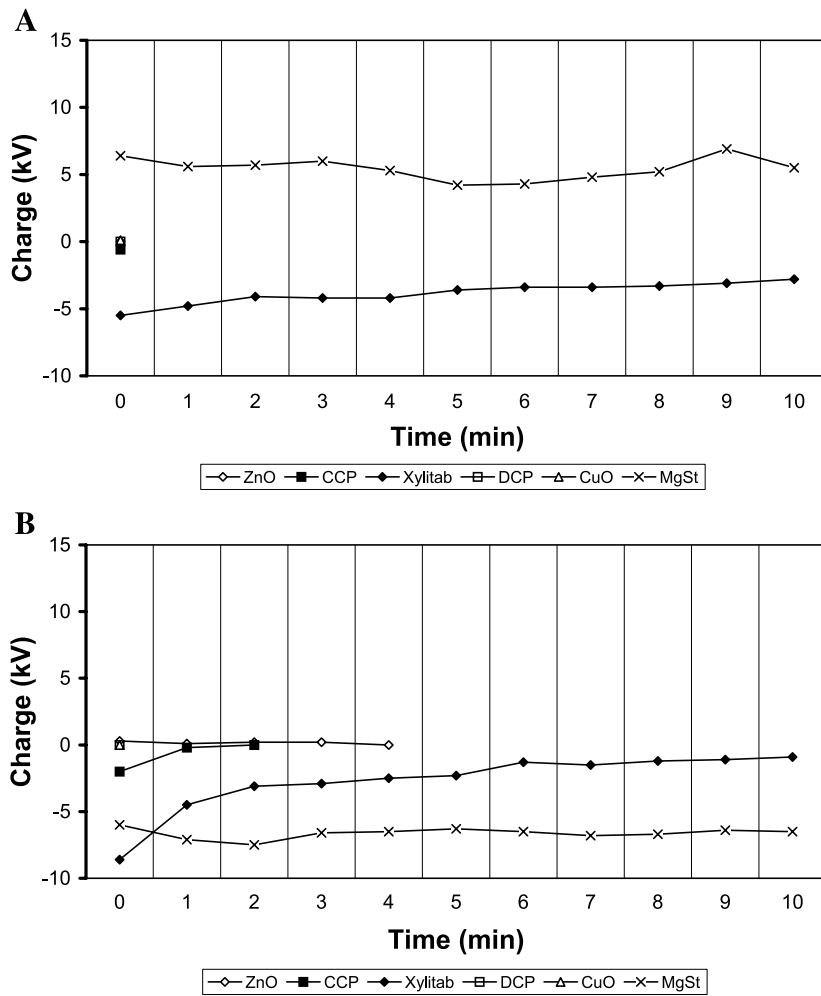 A
15
10
5
0
-5
-10
Charge (kV)
0 1 2 3 4 5 6 7 8 9 10
Time (min)
ZnO CCP Xylitab DCP CuO MgSt
B
15
10
5
0
-5
-10
Charge (kV)
0 1 2 3 4 5 6 7 8 9 10
Time (min)
ZnO CCP Xylitab DCP CuO MgSt